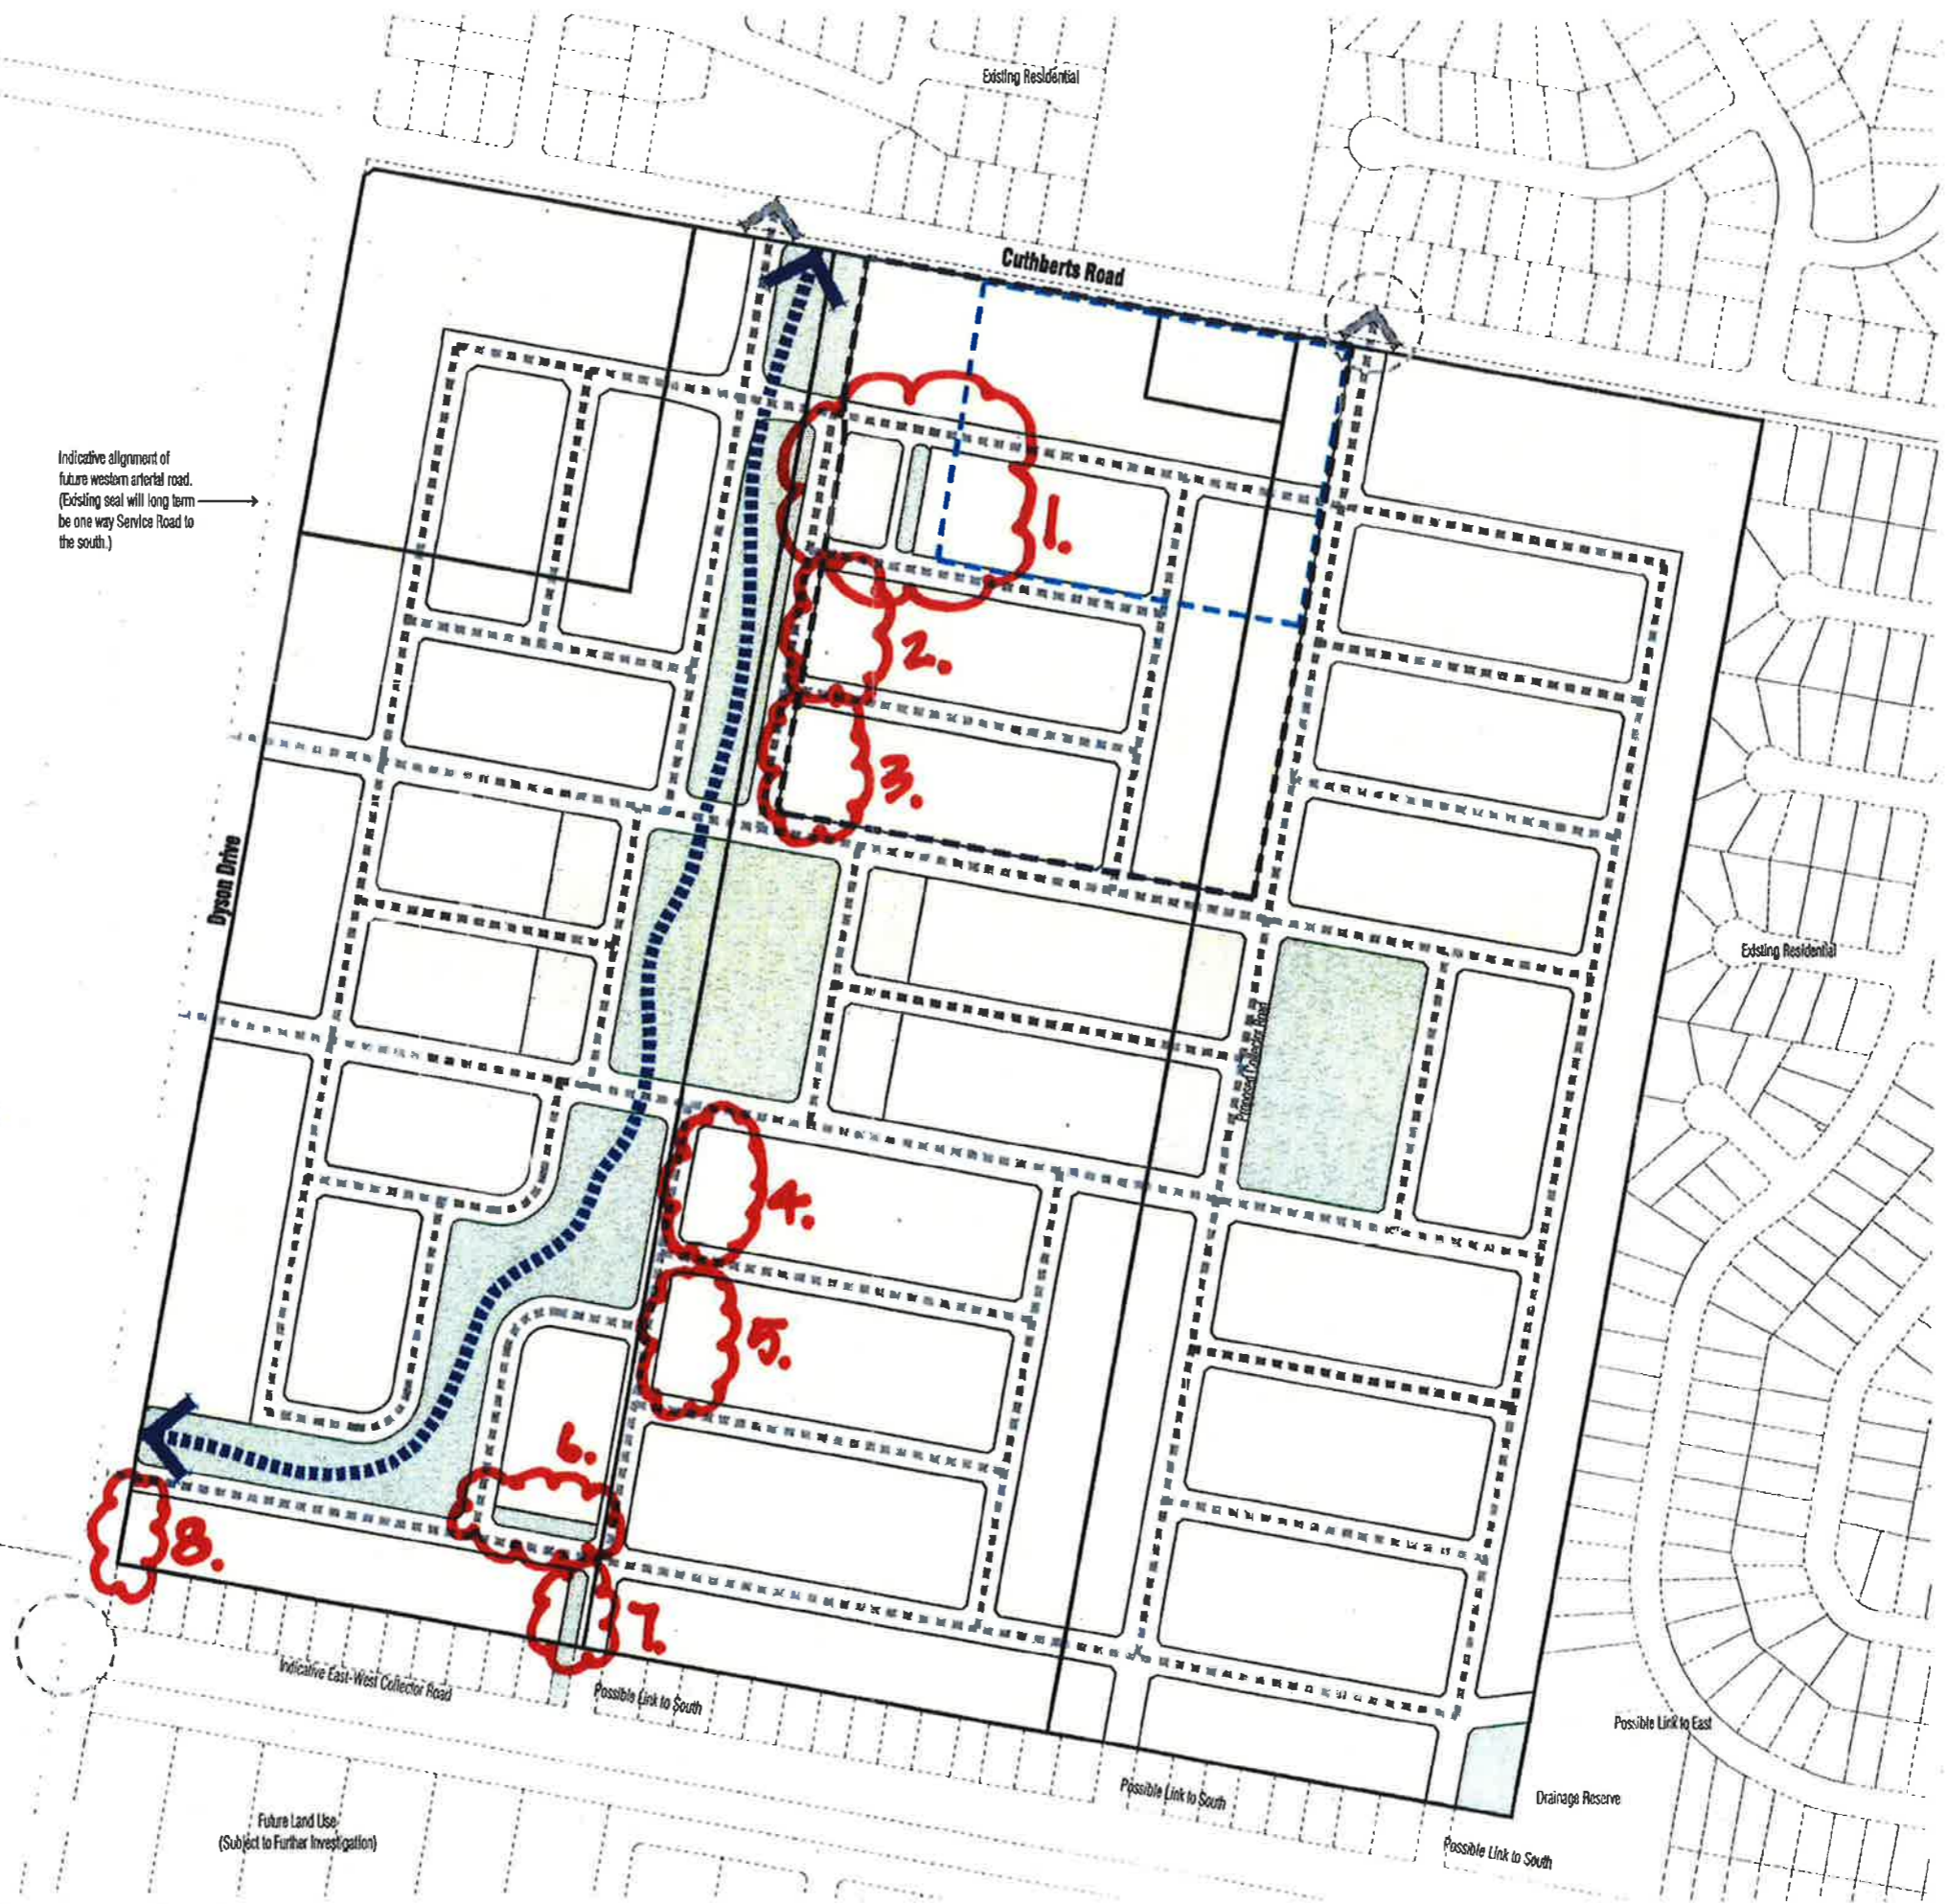 Existing Residential
Cuthberts Road
Indicative alignment of
future western arterial road.
(Existing seal will long term
be one way Service Road to
the south.)
1.
2.
3.
Dyson Drive
Existing Residential
Proposed Collector Road
4.
5.
6.
8.
7.
Indicative East-West Collector Road
Possible Link to South
Possible Link to East
Possible Link to South
Drainage Reserve
Future Land Use
(Subject to Further Investigation)
Possible Link to South